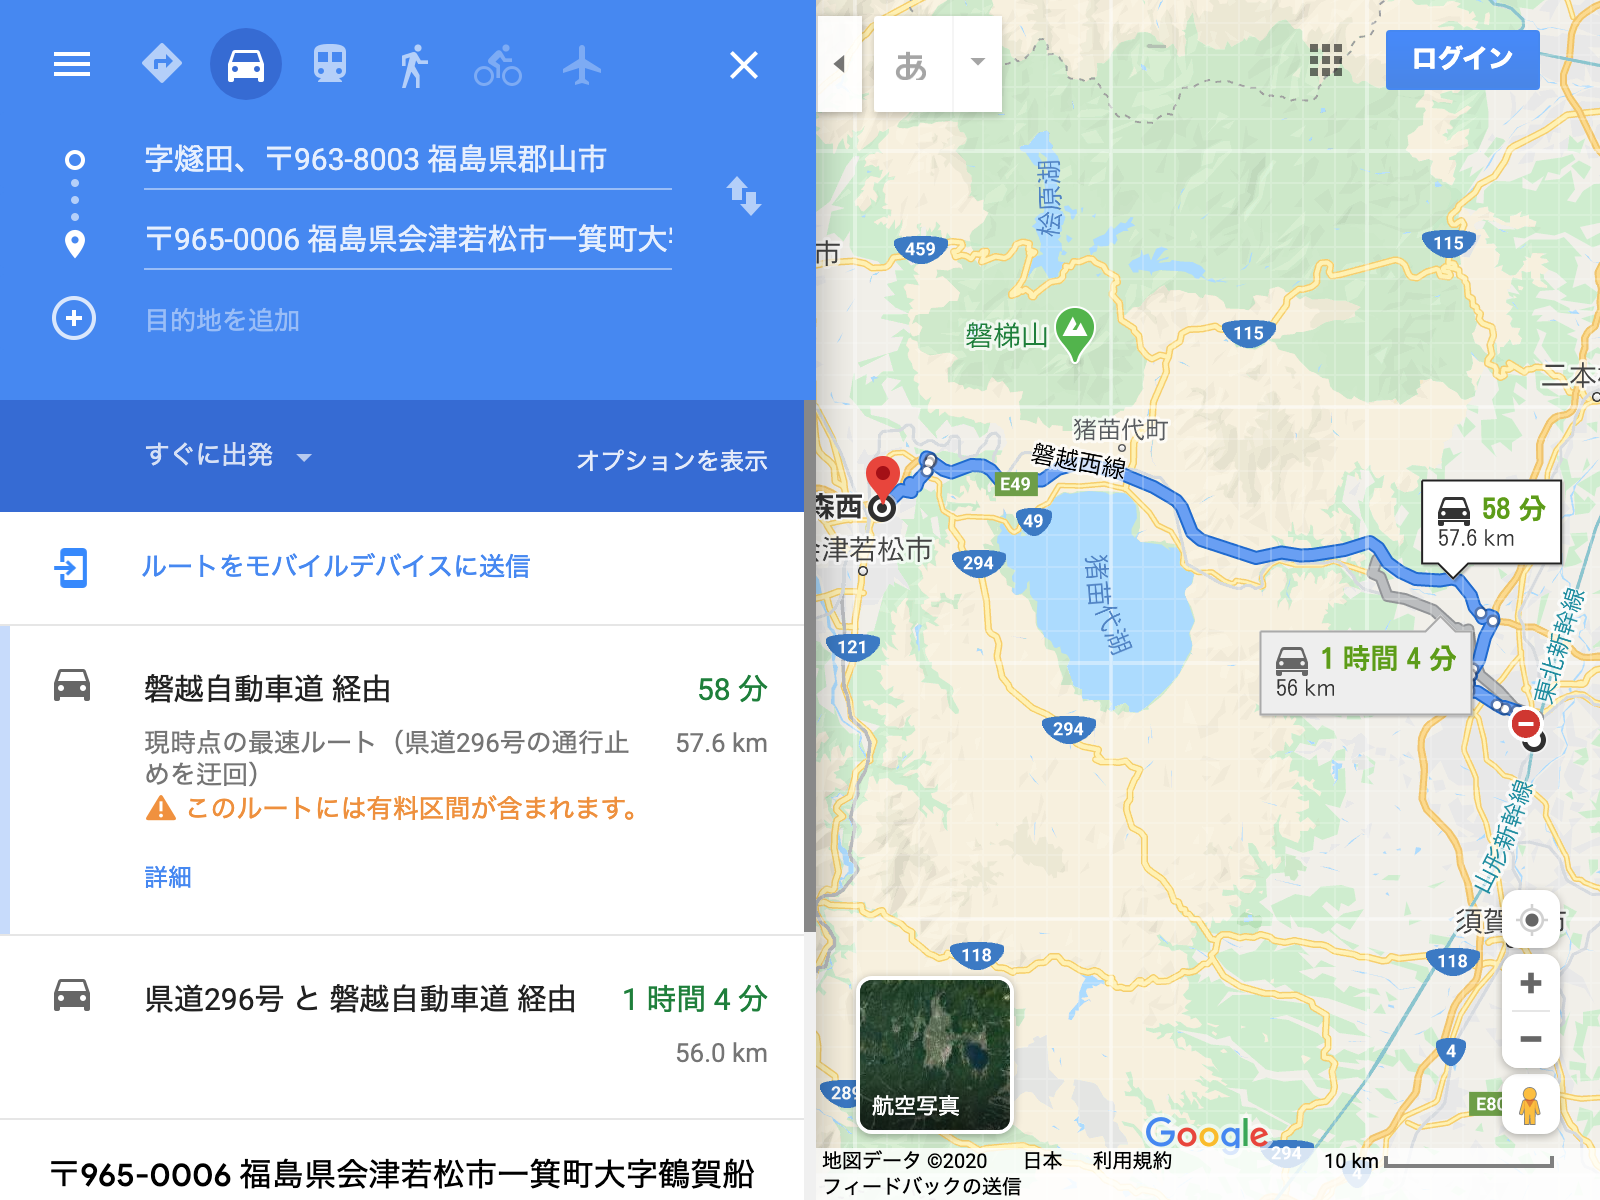 字燧田、〒963-8003 福島県郡山市
〒965-0006 福島県会津若松市一箕町大
目的地を追加
すぐに出発
オプションを表示
ルートをモバイルデバイスに送信
磐越自動車道 経由
58 分
現時点の最速ルート（県道296号の通行止
めを迂回）
57.6 km
このルートには有料区間が含まれます。
詳細
県道296号 と 磐越自動車道 経由
1 時間 4 分
56.0 km
〒965-0006 福島県会津若松市一箕町大字鶴賀船
あ
ログイン
桧原湖
市
459
115
磐梯山
115
二本
猪苗代町
磐越西線
E49
森西
49
会津若松市
294
猪苗代湖
58 分
57.6 km
121
1 時間 4 分
56 km
東北新幹線
294
山形新幹線
須賀
市
118
118
4
289
航空写真
E80
Google
294
4
地図データ ©2020
日本
利用規約
10 km
フィードバックの送信